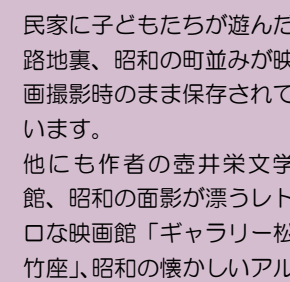 民家に子どもたちが遊んだ
路地裏、昭和の町並みが映
画撮影時のまま保存されて
います。
他にも作者の壺井栄文学
館、昭和の面影が漂うレト
ロな映画館「ギャラリー松
竹座」、昭和の懐かしいアル